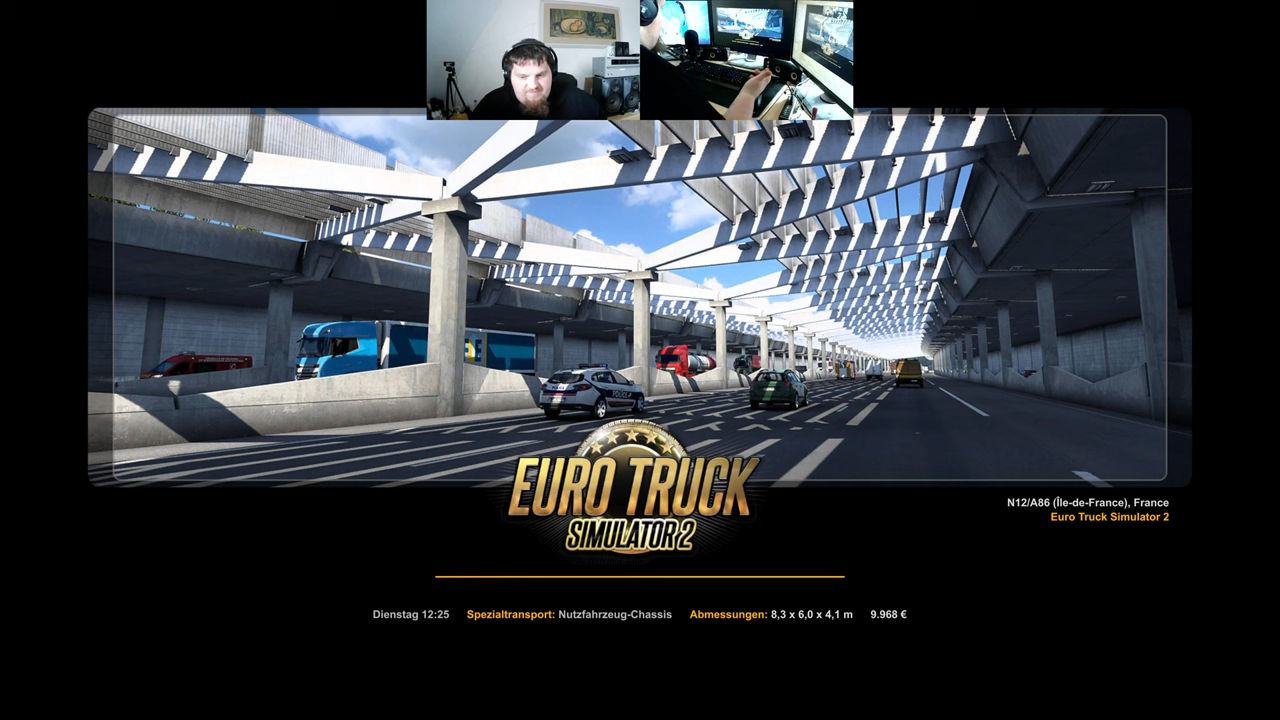 POLICE
N12/A86 (Île-de-France), France
Euro Truck Simulator 2
EURO TRUCK
SIMULATOR 2
Dienstag 12:25 Spezialtransport: Nutzfahrzeug-Chassis Abmessungen: 8,3 x 6,0 x 4,1 m 9.968 €